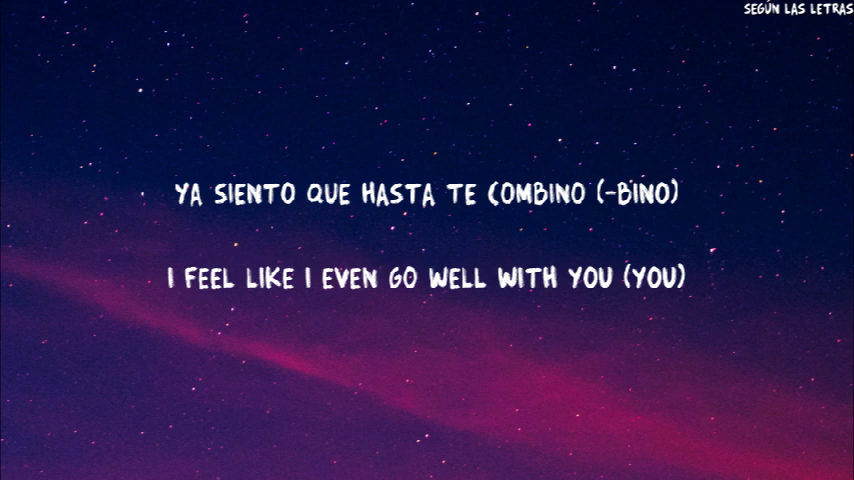 SEGÚN LAS LETRAS
YA SIENTO QUE HASTA TE COMBINO (-BINO)
I FEEL LIKE I EVEN GO WELL WITH YOU (YOU)